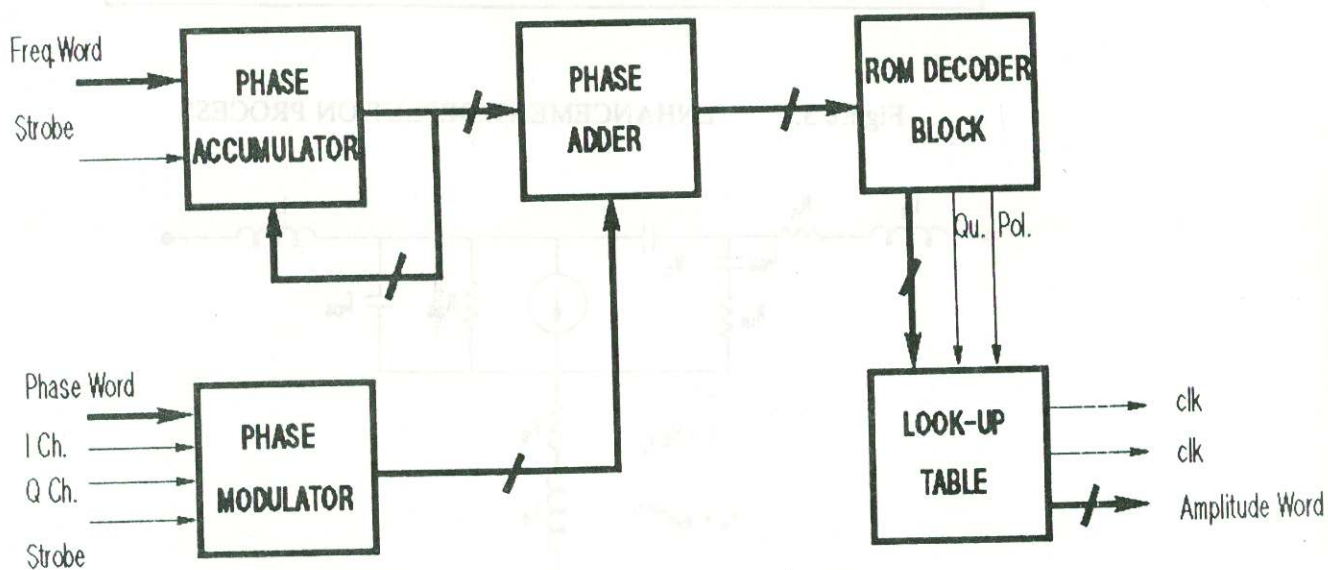 Freq.Word
Strobe
PHASE
ACCUMULATOR
PHASE
ADDER
ROM DECODER
BLOCK
Qu.
Pol.
Phase Word
I Ch.
Q Ch.
Strobe
PHASE
MODULATOR
LOOK-UP
TABLE
clk
clk
Amplitude Word